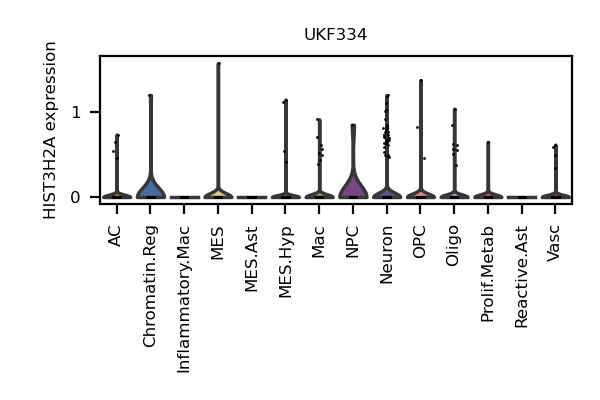 UKF334
HIST3H2A expression
1
0
AC
Chromatin.Reg
Inflammatory.Mac
MES
MES.Ast
MES.Hyp
Mac
NPC
Neuron
OPC
Oligo
Prolif.Metab
Reactive.Ast
Vasc